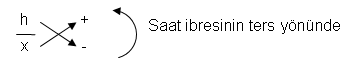 h +
x -
Saat ibresinin ters yönünde